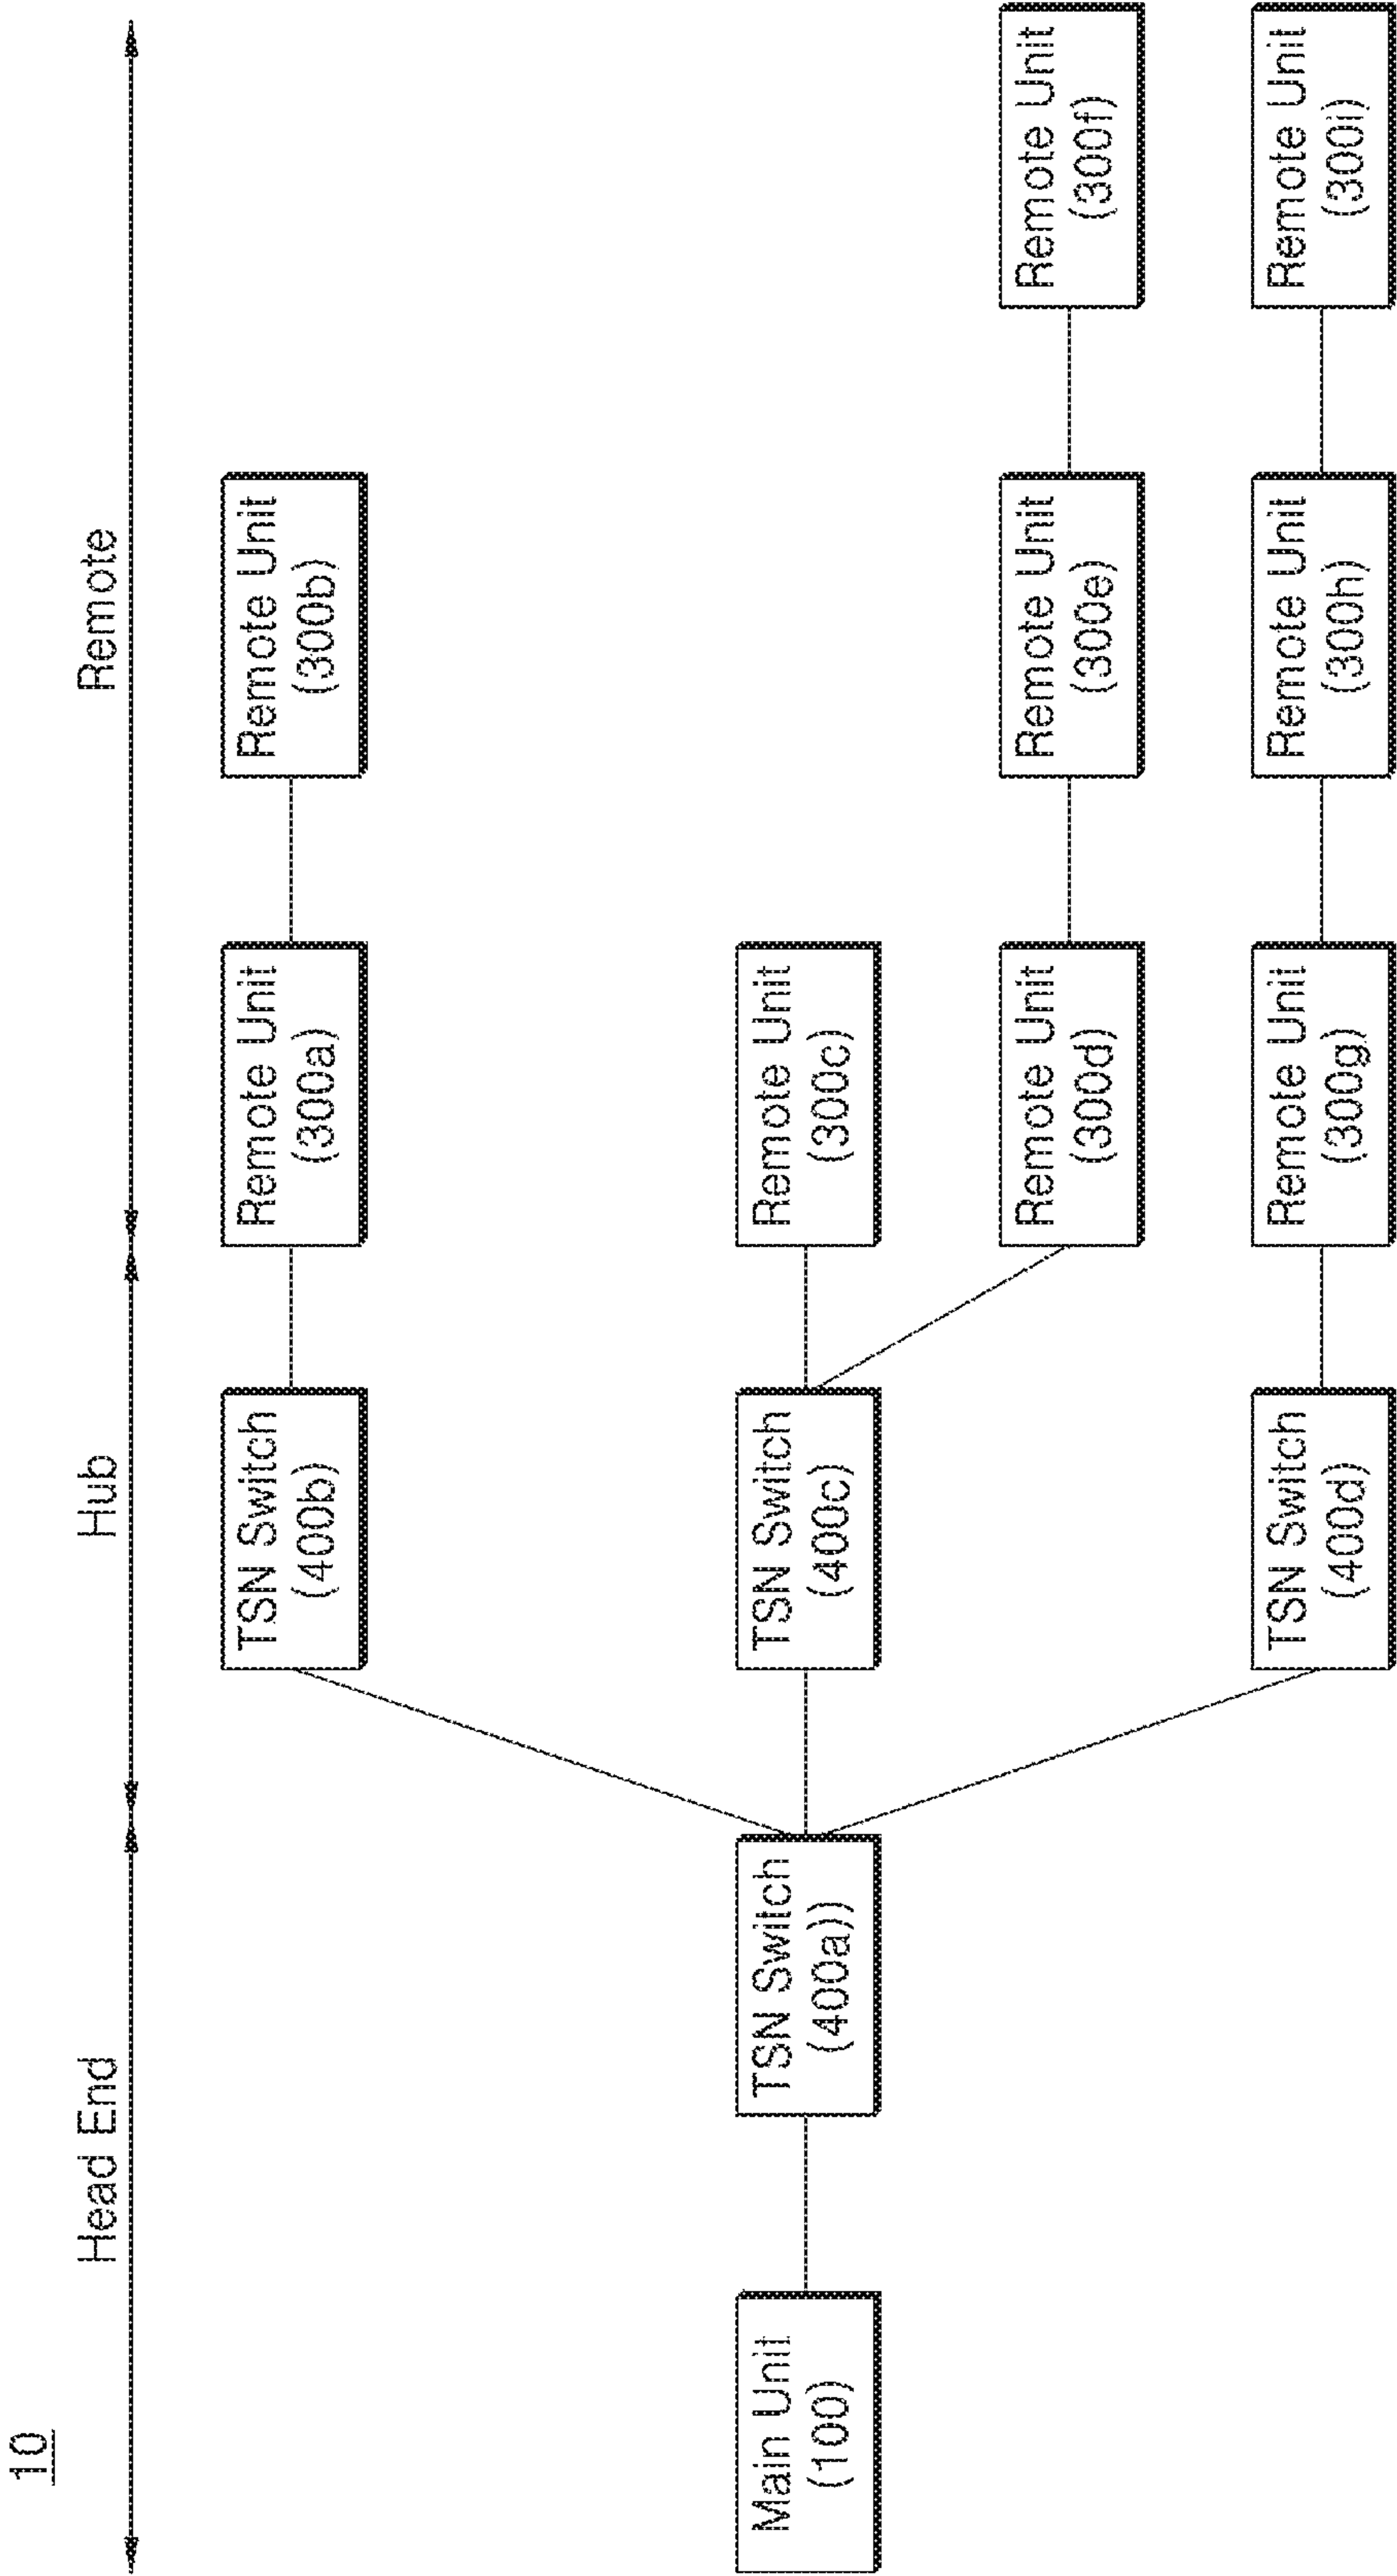 10
Head End
Hub
Remote
TSN Switch
(400b)
Remote Unit
(300a)
Remote Unit
(300b)
Main Unit
(100)
TSN Switch
(400a))
TSN Switch
(400c)
Remote Unit
(300c)
Remote Unit
(300d)
Remote Unit
(300e)
Remote Unit
(300f)
TSN Switch
(400d)
Remote Unit
(300g)
Remote Unit
(300h)
Remote Unit
(300i)